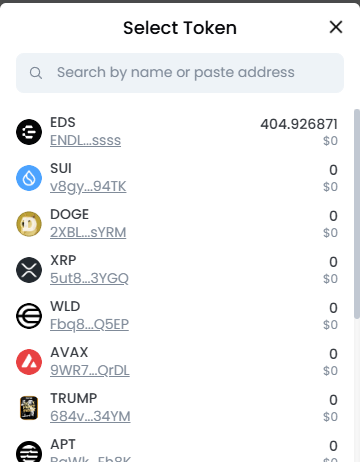 Select Token
Search by name or paste address
EDS 404.926871
ENDL...ssss $0
SUI 0
v8gy...94TK $0
DOGE 0
2XBL...sYRM $0
XRP 0
5ut8...3YGQ $0
WLD 0
Fbq8...Q5EP $0
AVAX 0
9WR7...QrDL $0
TRUMP 0
684v...34YM $0
APT 0
$0